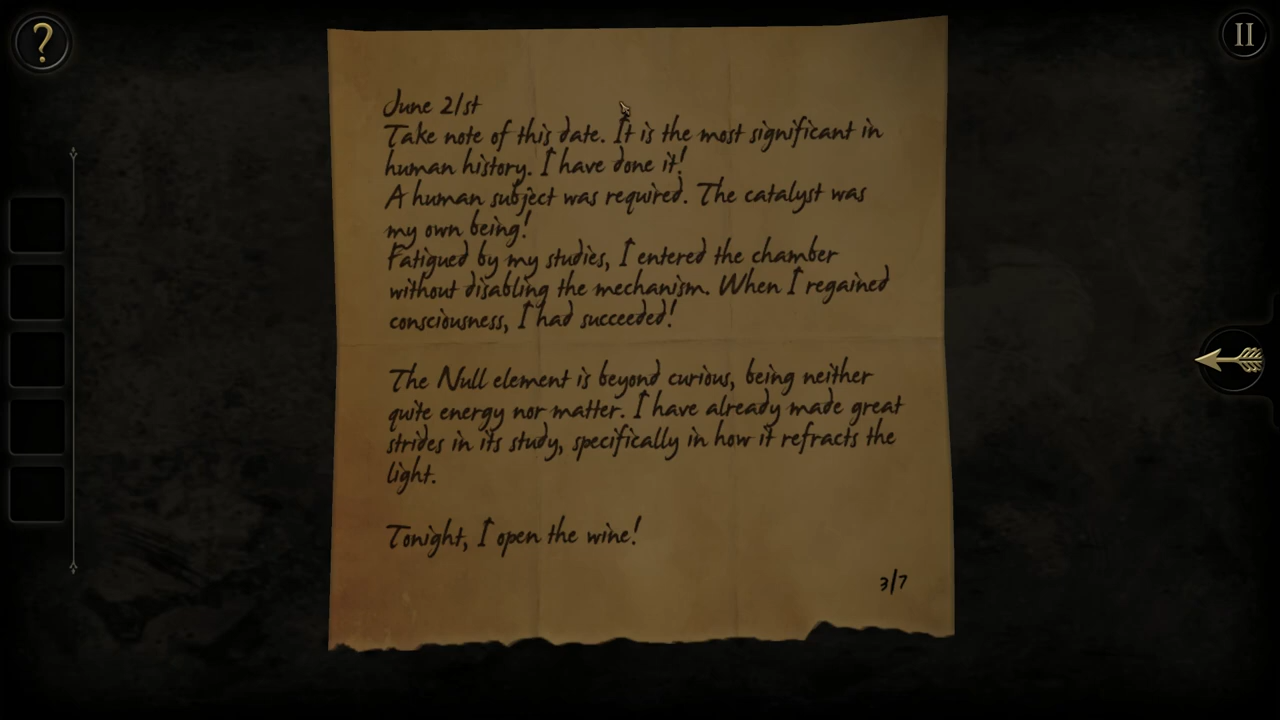 ?
June 21st
Take note of this date. It is the most significant in
human history. I have done it!
A human subject was required. The catalyst was
my own being!
Fatigued by my studies, I entered the chamber
without disabling the mechanism. When I regained
consciousness, I had succeeded!
The Null element is beyond curious, being neither
quite energy nor matter. I have already made great
strides in its study, specifically in how it refracts the
light.
Tonight, I open the wine!
3/7